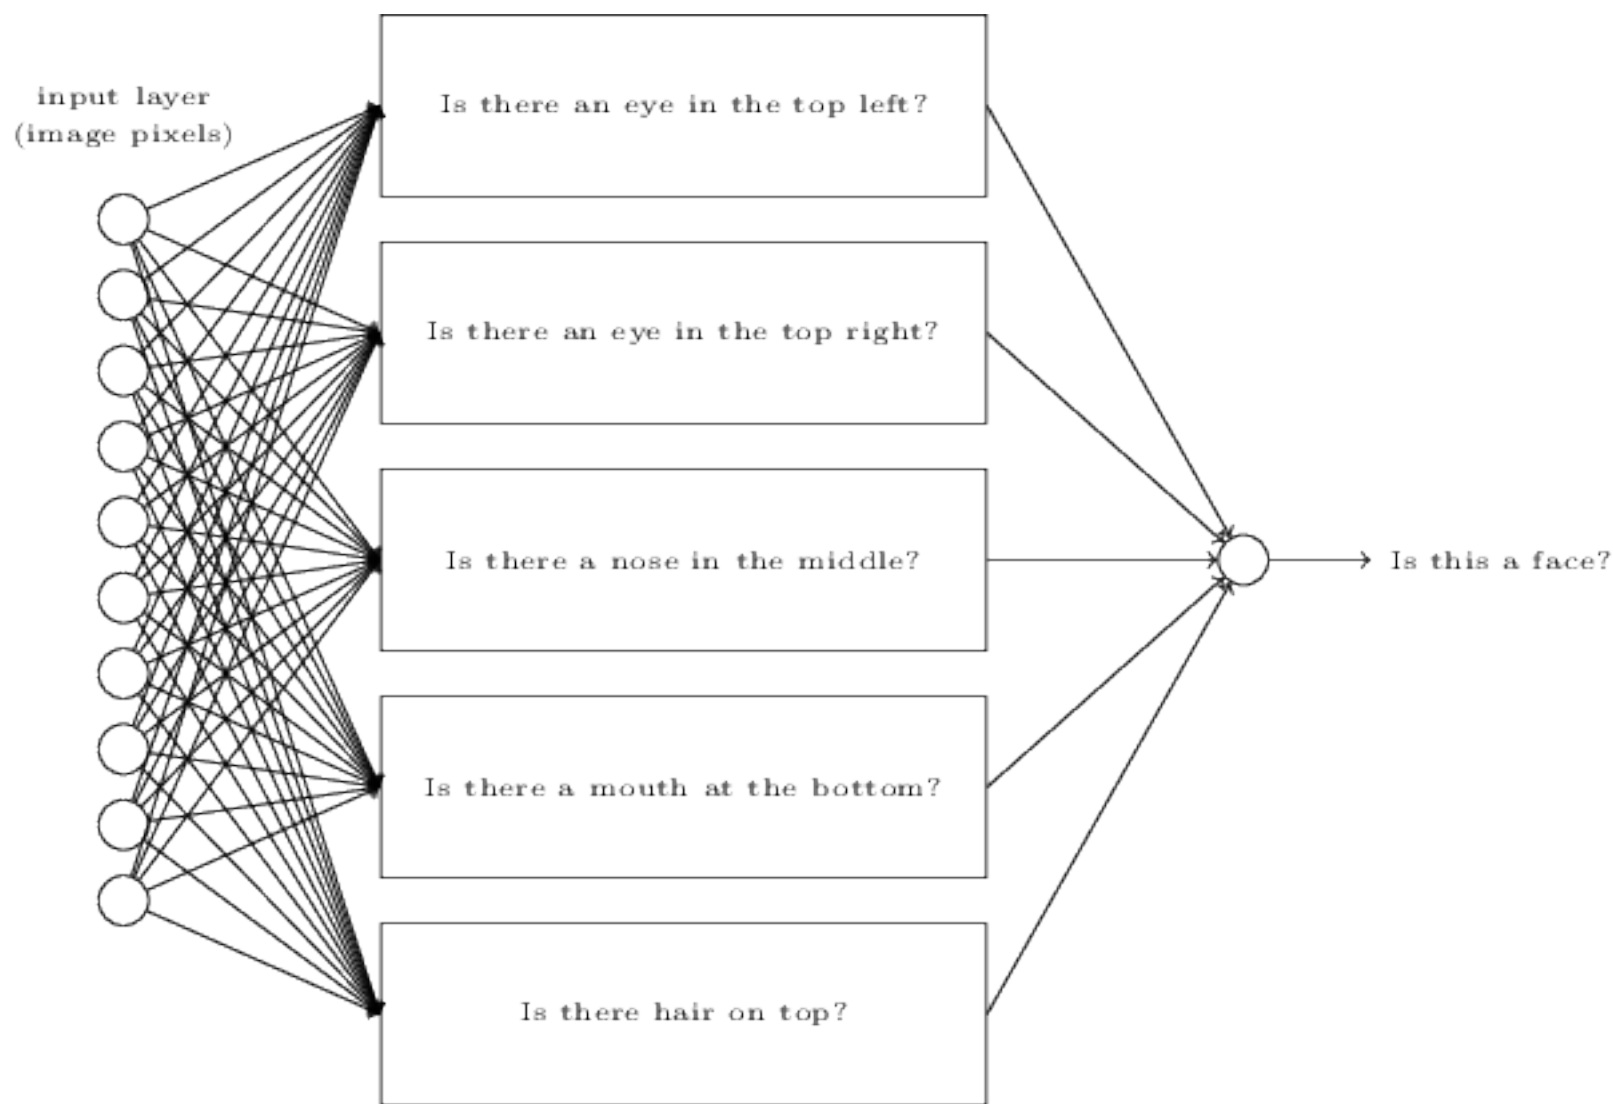 input layer
(image pixels)
Is there an eye in the top left?
Is there an eye in the top right?
Is there a nose in the middle?
Is there a mouth at the bottom?
Is there hair on top?
Is this a face?